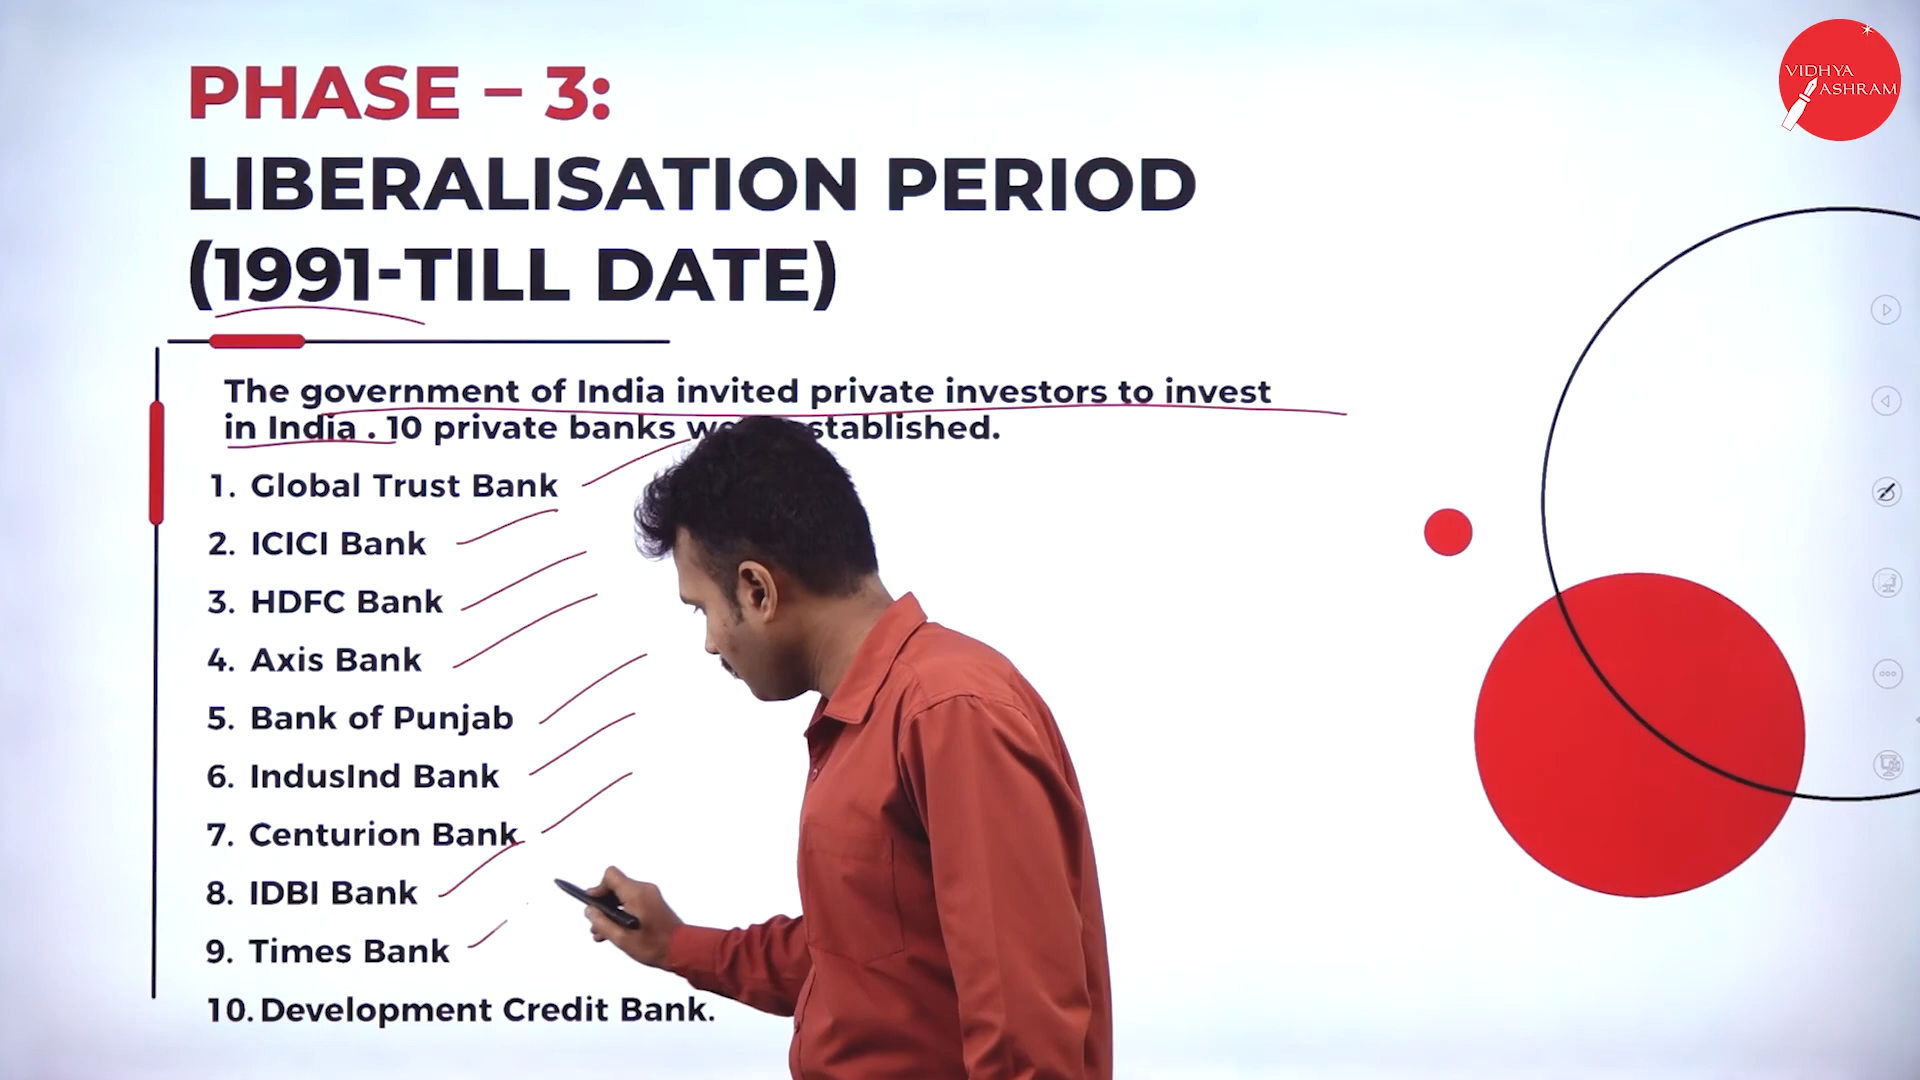 PHASE – 3:
LIBERALISATION PERIOD
(1991-TILL DATE)
The government of India invited private investors to invest
in India . 10 private banks stablished.
1. Global Trust Bank
2. ICICI Bank
3. HDFC Bank
4. Axis Bank
5. Bank of Punjab
6. IndusInd Bank
7. Centurion Bank
8. IDBI Bank
9. Times Bank
10. Development Credit Bank.
VIDHYA
ASHRAM